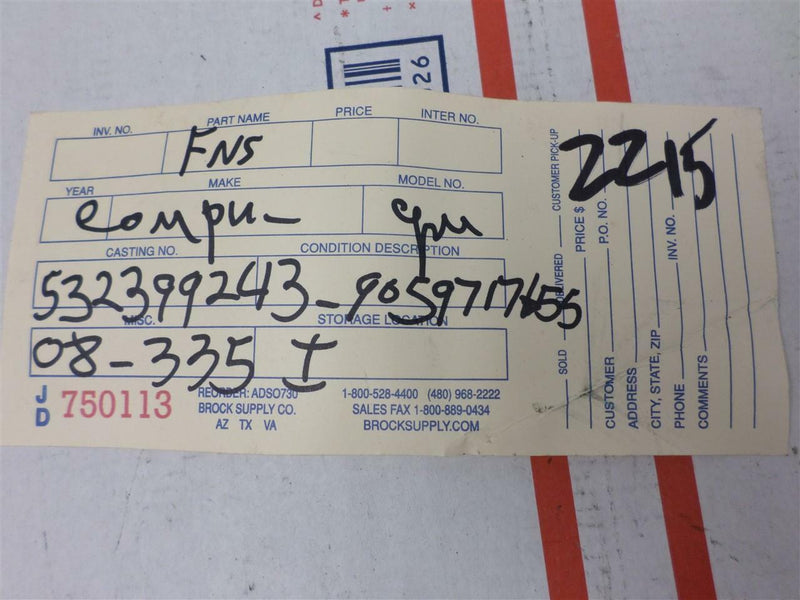 26
INV. NO. PART NAME PRICE INTER NO.
FNS
YEAR MAKE MODEL NO.
compu- gm
CASTING NO. CONDITION DESCRIPTION
532399243-9059717655
MISC. STORAGE LOCATION
08-335 I
JD 750113
REORDER: ADSO730
BROCK SUPPLY CO.
AZ TX VA
1-800-528-4400 (480) 968-2222
SALES FAX 1-800-889-0434
BROCKSUPPLY.COM
SOLD DELIVERED CUSTOMER PICK-UP
PRICE $
2215
CUSTOMER P.O. NO.
ADDRESS
CITY, STATE, ZIP
PHONE INV. NO.
COMMENTS